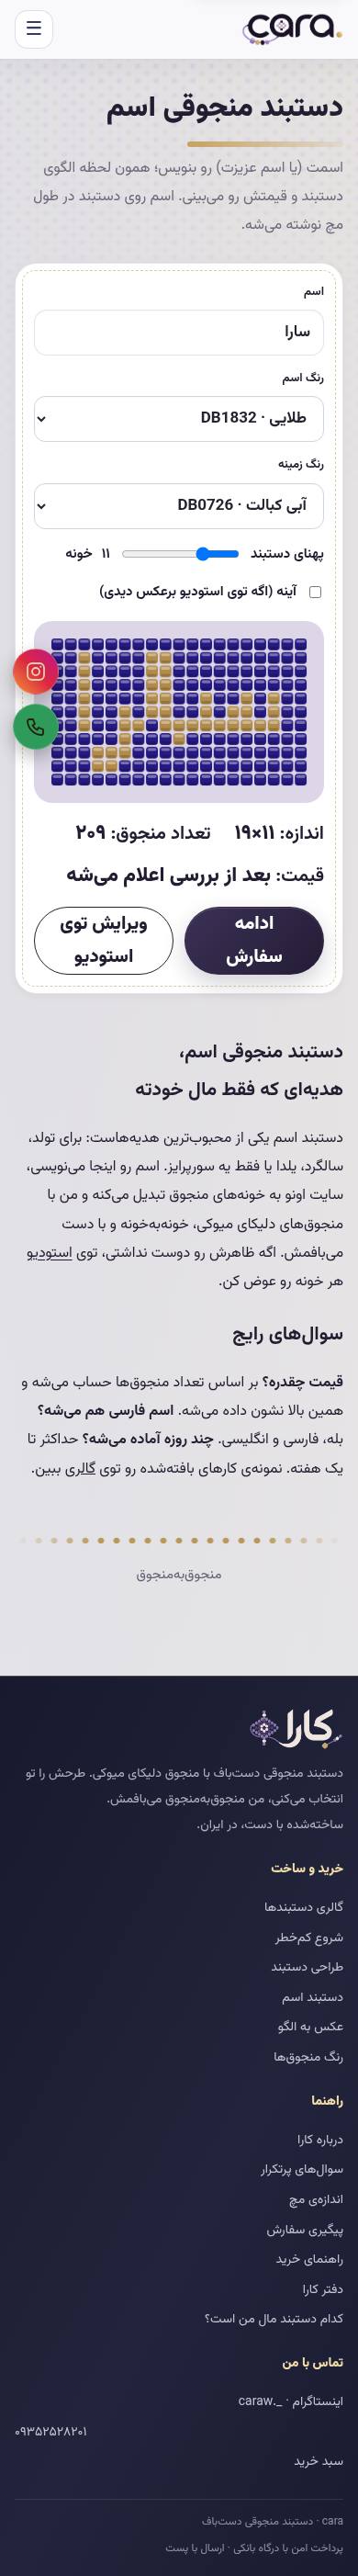 ☰
cara.
دستبند منجوقی اسم
اسمت (یا اسم عزیزت) رو بنویس؛ همون لحظه الگوی
دستبند و قیمتش رو می‌بینی. اسم روی دستبند در طول
مچ نوشته می‌شه.
اسم
سارا
رنگ اسم
طلایی · DB1832
رنگ زمینه
آبی کبالت · DB0726
پهنای دستبند ۱۱ خونه
آینه (اگه توی استودیو برعکس دیدی)
سارا
اندازه: ۱۱×۱۹ تعداد منجوق: ۲۰۹
قیمت: بعد از بررسی اعلام می‌شه
ادامه
سفارش
ویرایش توی
استودیو
دستبند منجوقی اسم،
هدیه‌ای که فقط مال خودته
دستبند اسم یکی از محبوب‌ترین هدیه‌هاست: برای تولد،
سالگرد، یلدا یا فقط یه سورپرایز. اسم رو اینجا می‌نویسی،
سایت اونو به خونه‌های منجوق تبدیل می‌کنه و من با
منجوق‌های دلیکای میوکی، خونه‌به‌خونه و با دست
می‌بافمش. اگه ظاهرش رو دوست نداشتی، توی استودیو
هر خونه رو عوض کن.
سوال‌های رایج
قیمت چقدره؟ بر اساس تعداد منجوق‌ها حساب می‌شه و
همین بالا نشون داده می‌شه. اسم فارسی هم می‌شه؟
بله، فارسی و انگلیسی. چند روزه آماده می‌شه؟ حداکثر تا
یک هفته. نمونه‌ی کارهای بافته‌شده رو توی گالری ببین.
منجوق‌به‌منجوق
کارا.
دستبند منجوقی دست‌باف با منجوق دلیکای میوکی. طرحش را تو
انتخاب می‌کنی، من منجوق‌به‌منجوق می‌بافمش.
ساخته‌شده با دست، در ایران.
خرید و ساخت
گالری دستبندها
شروع کم‌خطر
طراحی دستبند
دستبند اسم
عکس به الگو
رنگ منجوق‌ها
راهنما
درباره کارا
سوال‌های پرتکرار
اندازه‌ی مچ
پیگیری سفارش
راهنمای خرید
دفتر کارا
کدام دستبند مال من است؟
تماس با من
اینستاگرام · caraw._
۰۹۳۵۲۵۲۸۲۰۱
سبد خرید
cara · دستبند منجوقی دست‌باف
پرداخت امن با درگاه بانکی · ارسال با پست